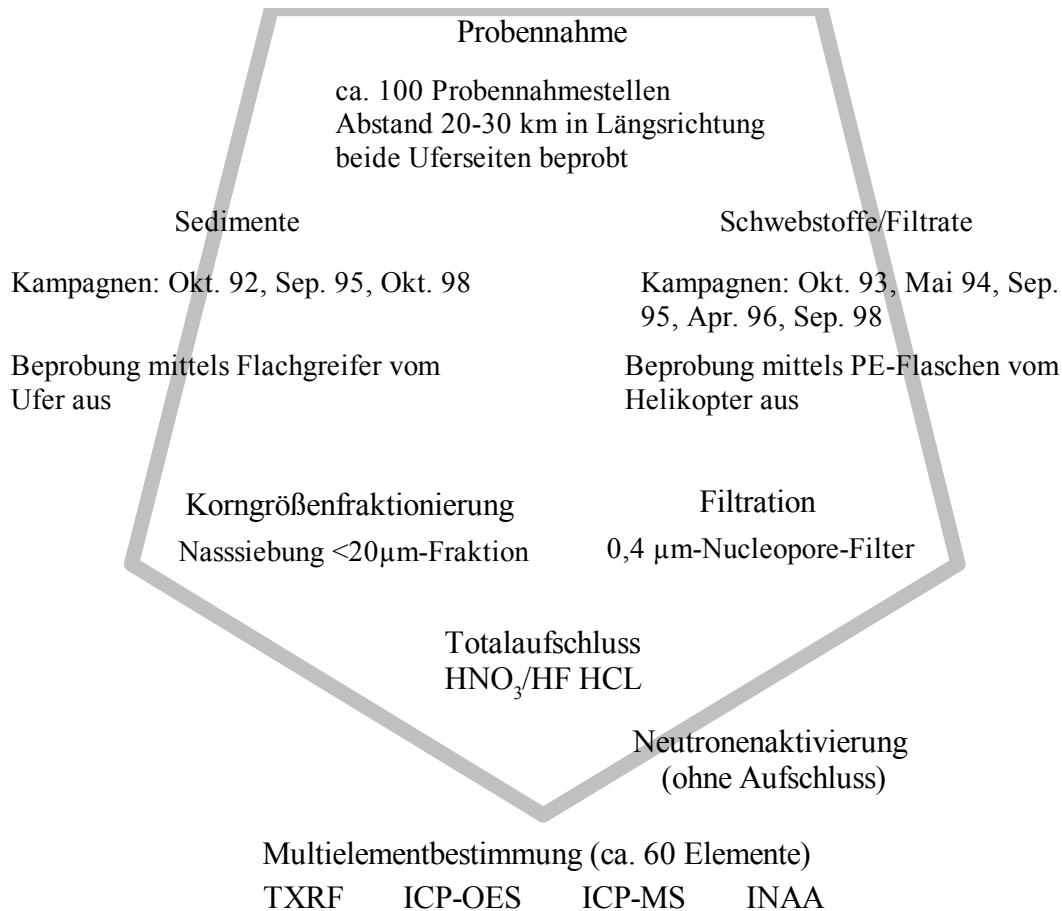 Probennahme
ca. 100 Probennahmestellen
Abstand 20-30 km in Längsrichtung
beide Uferseiten beprobt
Sedimente
Kampagnen: Okt. 92, Sep. 95, Okt. 98
Beprobung mittels Flachgreifer vom
Ufer aus
Schwebstoffe/Filtrate
Kampagnen: Okt. 93, Mai 94, Sep.
95, Apr. 96, Sep. 98
Beprobung mittels PE-Flaschen vom
Helikopter aus
Korngrößenfraktionierung
Nasssiebung <20µm-Fraktion
Filtration
0,4 µm-Nucleopore-Filter
Totalaufschluss
HNO₃/HF HCL
Neutronenaktivierung
(ohne Aufschluss)
Multielementbestimmung (ca. 60 Elemente)
TXRF ICP-OES ICP-MS INAA